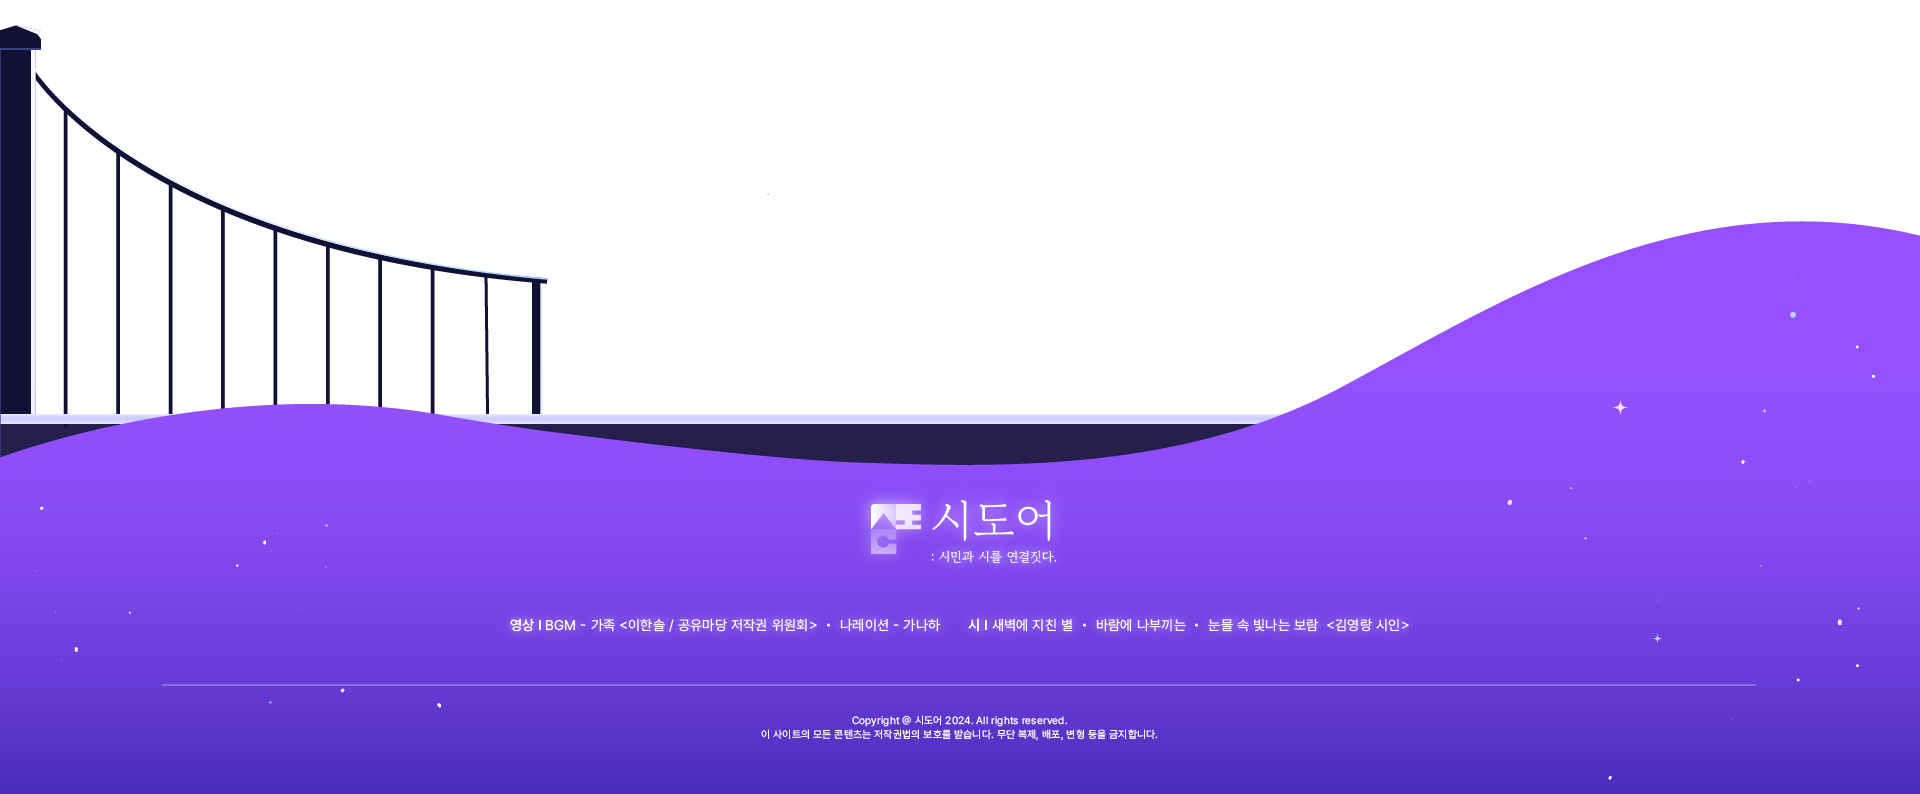 시도어
: 시민과 시를 연결짓다.
영상 I BGM - 가족 <이한솔 / 공유마당 저작권 위원회> • 나레이션 - 가나하 시 I 새벽에 지친 별 • 바람에 나부끼는 • 눈물 속 빛나는 보람 <김영랑 시인>
Copyright @ 시도어 2024. All rights reserved.
이 사이트의 모든 콘텐츠는 저작권법의 보호를 받습니다. 무단 복제, 배포, 변형 등을 금지합니다.